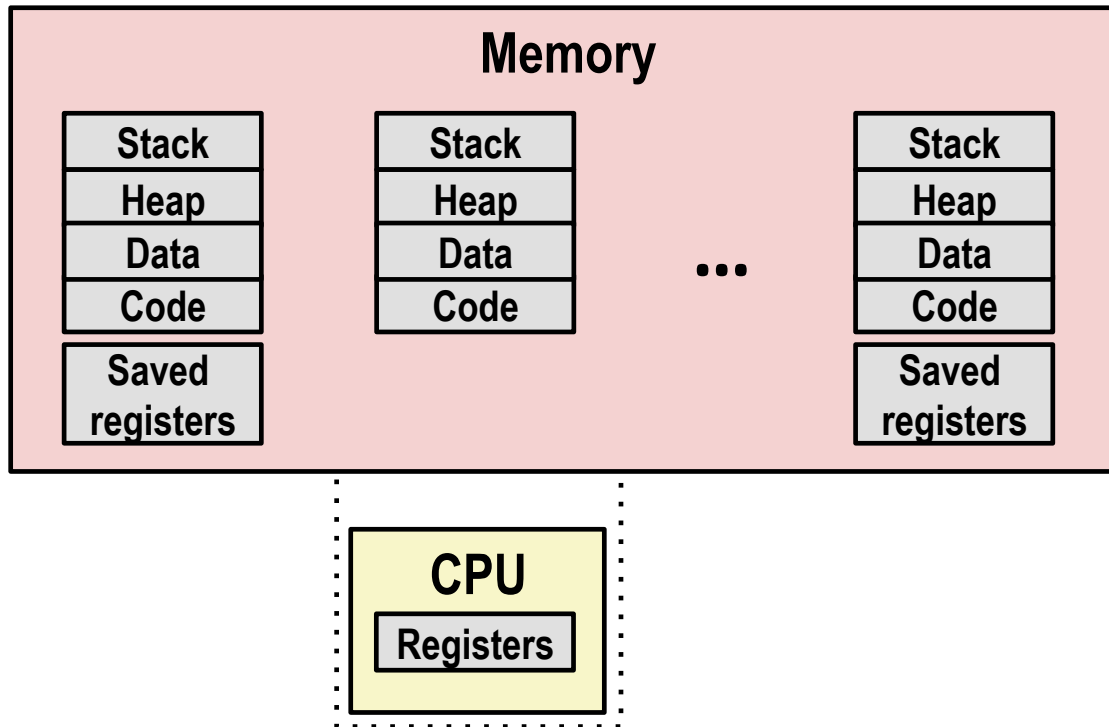 Memory
Stack
Heap
Data
Code
Saved
registers
Stack
Heap
Data
Code
...
Stack
Heap
Data
Code
Saved
registers
CPU
Registers